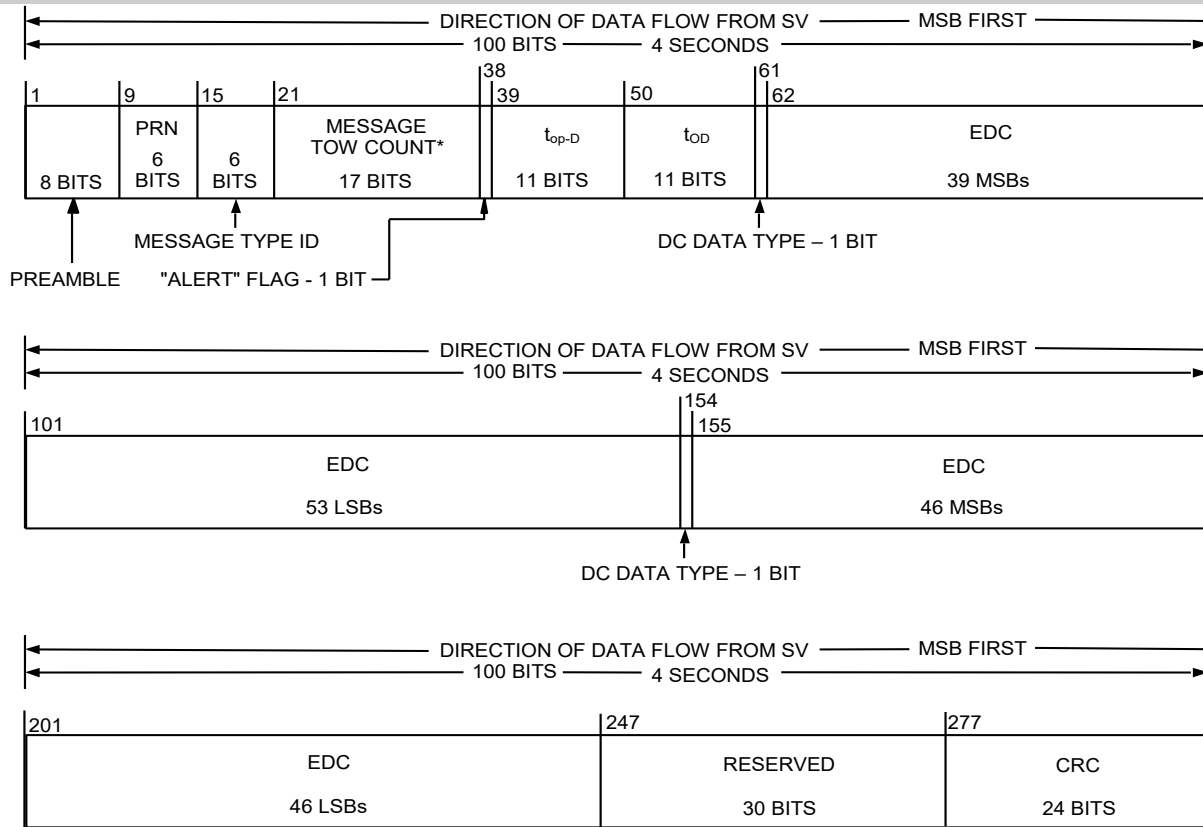 DIRECTION OF DATA FLOW FROM SV MSB FIRST
100 BITS 4 SECONDS
38 61
1 9 15 21 39 50 62
PRN MESSAGE top-D tOD EDC
TOW COUNT*
6 6
8 BITS BITS BITS 17 BITS 11 BITS 11 BITS 39 MSBs
MESSAGE TYPE ID DC DATA TYPE – 1 BIT
PREAMBLE "ALERT" FLAG - 1 BIT
DIRECTION OF DATA FLOW FROM SV MSB FIRST
100 BITS 4 SECONDS
154
101 155
EDC EDC
53 LSBs 46 MSBs
DC DATA TYPE – 1 BIT
DIRECTION OF DATA FLOW FROM SV MSB FIRST
100 BITS 4 SECONDS
201 247 277
EDC RESERVED CRC
46 LSBs 30 BITS 24 BITS